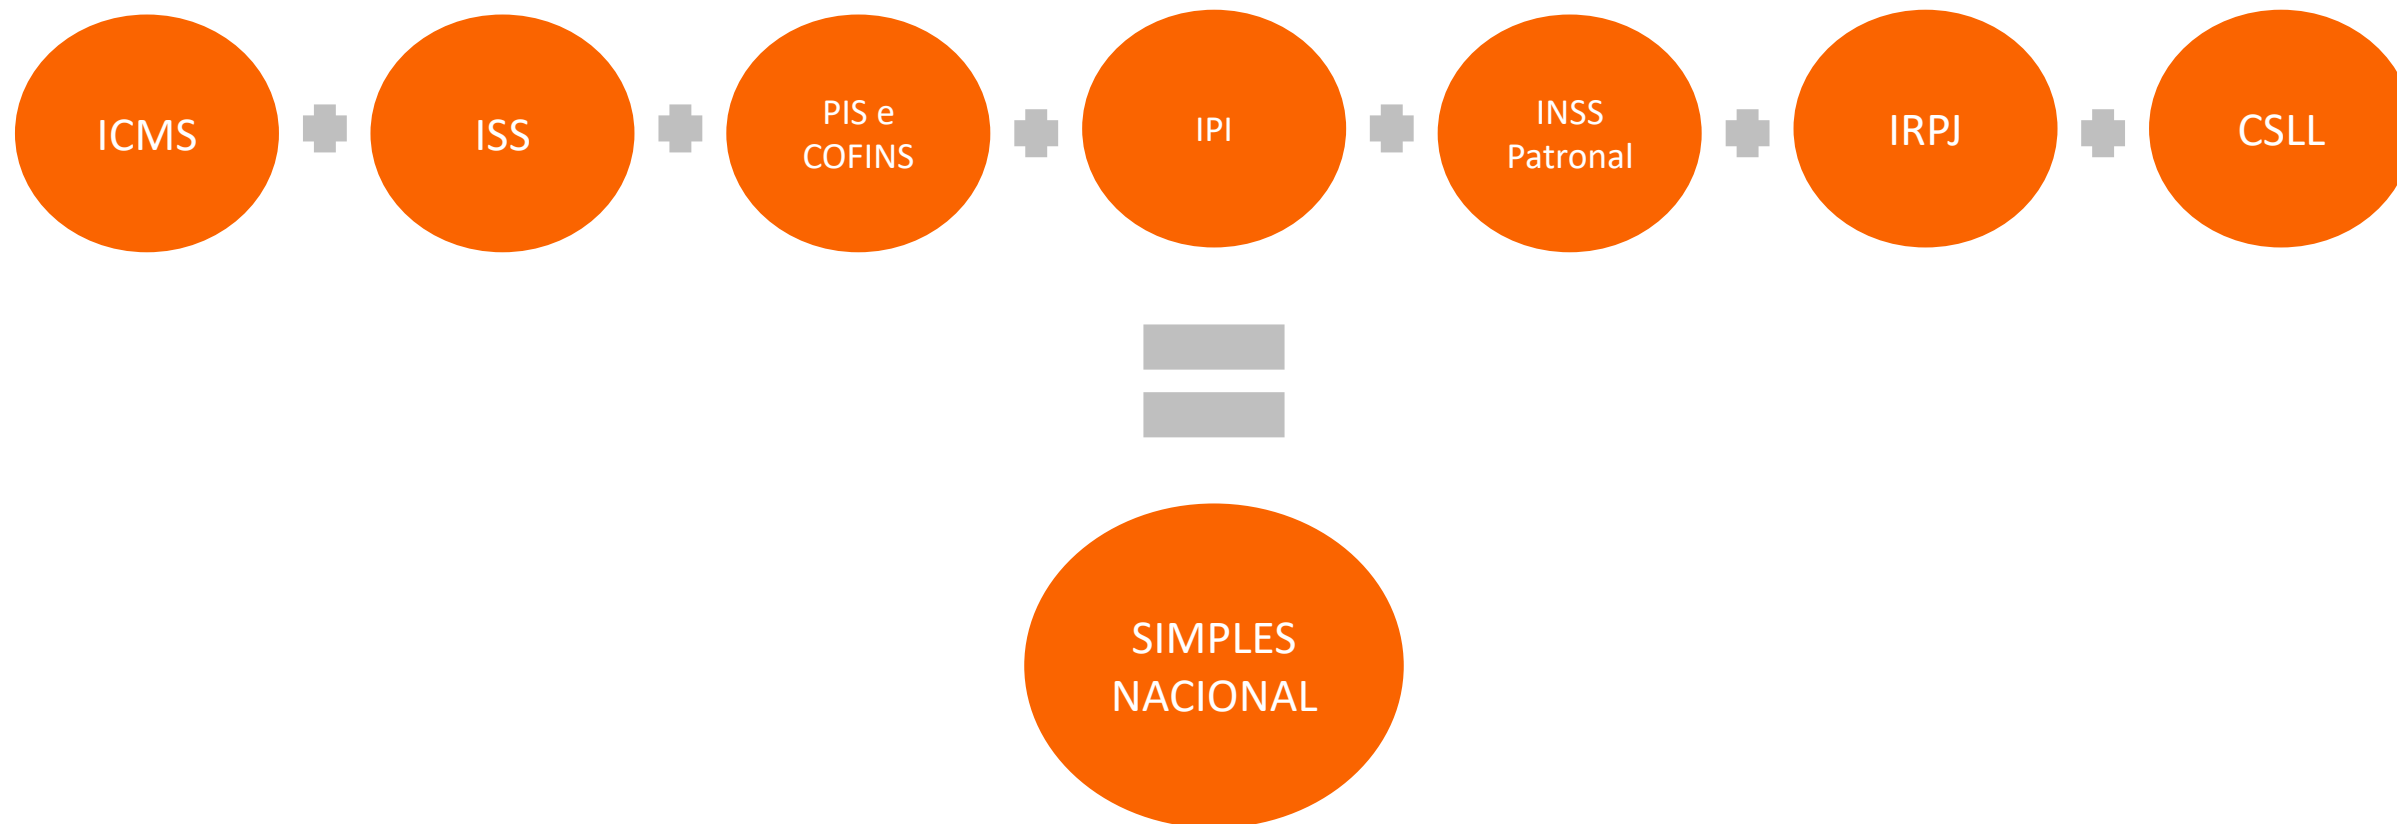 ICMS
ISS
PIS e
COFINS
IPI
INSS
Patronal
IRPJ
CSLL
SIMPLES
NACIONAL